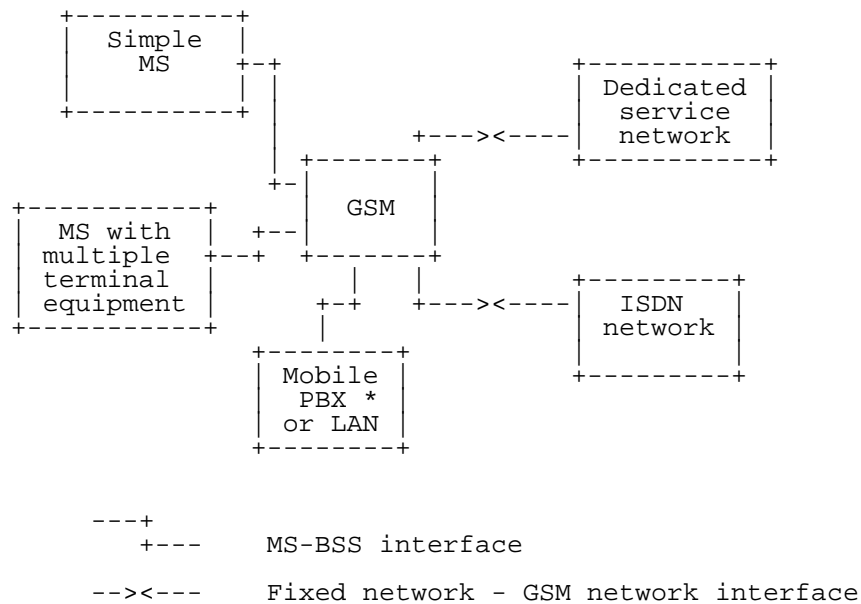 Simple
MS
Dedicated
service
network
GSM
MS with
multiple
terminal
equipment
ISDN
network
Mobile
PBX *
or LAN
MS-BSS interface
Fixed network - GSM network interface